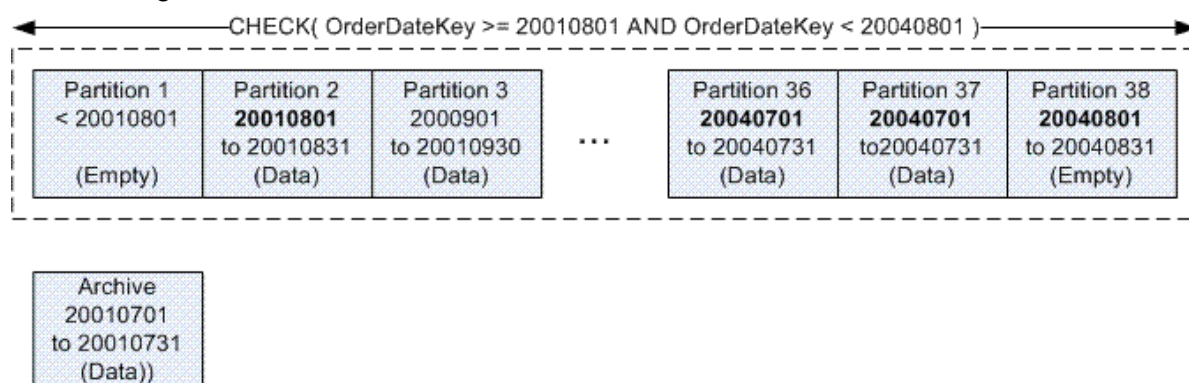 CHECK( OrderDateKey >= 20010801 AND OrderDateKey < 20040801 )
Partition 1
< 20010801
(Empty)
Partition 2
20010801
to 20010831
(Data)
Partition 3
2000901
to 20010930
(Data)
...
Partition 36
20040701
to 20040731
(Data)
Partition 37
20040701
to20040731
(Data)
Partition 38
20040801
to 20040831
(Empty)
Archive
20010701
to 20010731
(Data))